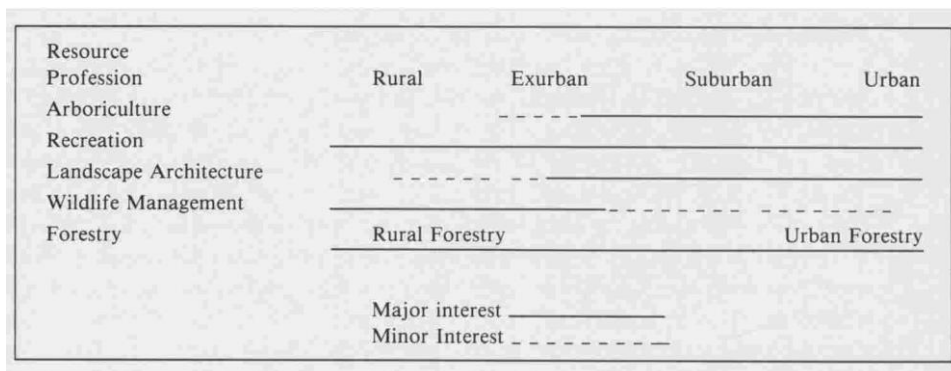 Resource
Profession Rural Exurban Suburban Urban
Arboriculture
Recreation
Landscape Architecture
Wildlife Management
Forestry Rural Forestry Urban Forestry
Major interest
Minor Interest